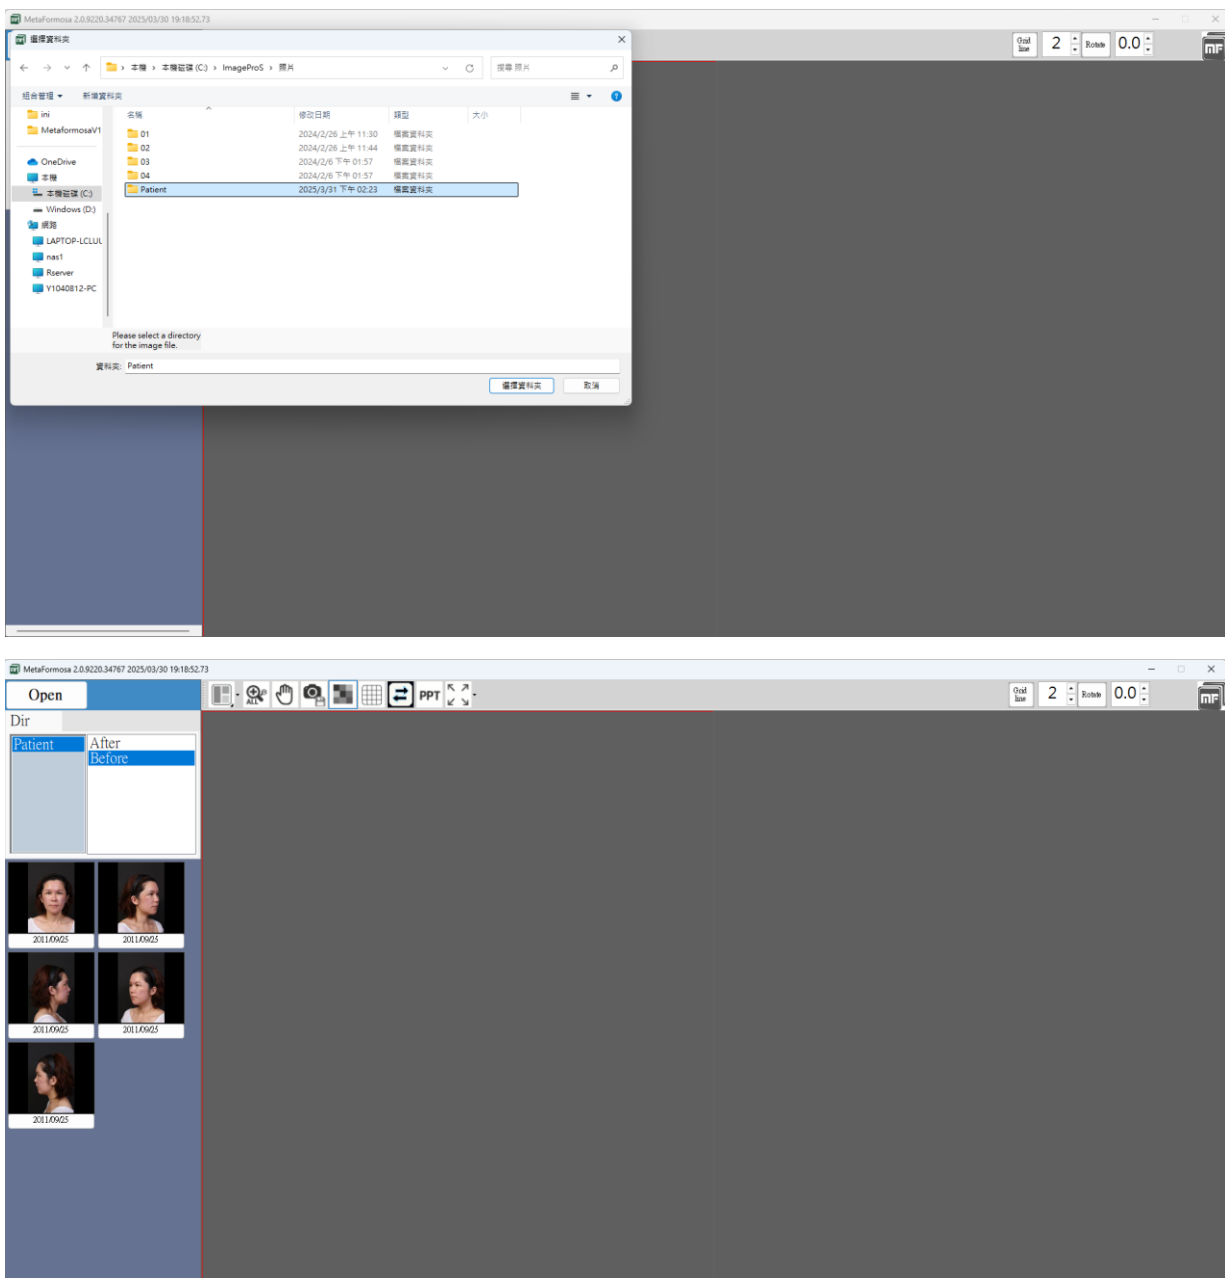 MetaFormosa 2.0.9220.34767 2025/03/30 19:18:52.73
選擇資料夾
本機 › 本機磁碟 (C:) › ImageProS › 照片
搜尋 照片
組合管理 新增資料夾
名稱 修改日期 類型 大小
ini
MetaformosaV1
OneDrive
本機
本機磁碟 (C:)
Windows (D:)
網路
LAPTOP-LCLUU
nas1
Rserver
Y1040812-PC
01 2024/2/26 上午 11:30 檔案資料夾
02 2024/2/26 上午 11:44 檔案資料夾
03 2024/2/6 下午 01:57 檔案資料夾
04 2024/2/6 下午 01:57 檔案資料夾
Patient 2025/3/31 下午 02:23 檔案資料夾
Please select a directory
for the image file.
資料夾: Patient
選擇資料夾 取消
Grid
line
2 Rotate 0.0
mF
MetaFormosa 2.0.9220.34767 2025/03/30 19:18:52.73
Open
ALL
PPT
Grid
line
2 Rotate 0.0
mF
Dir
Patient
After
Before
2011/09/25 2011/09/25
2011/09/25 2011/09/25
2011/09/25